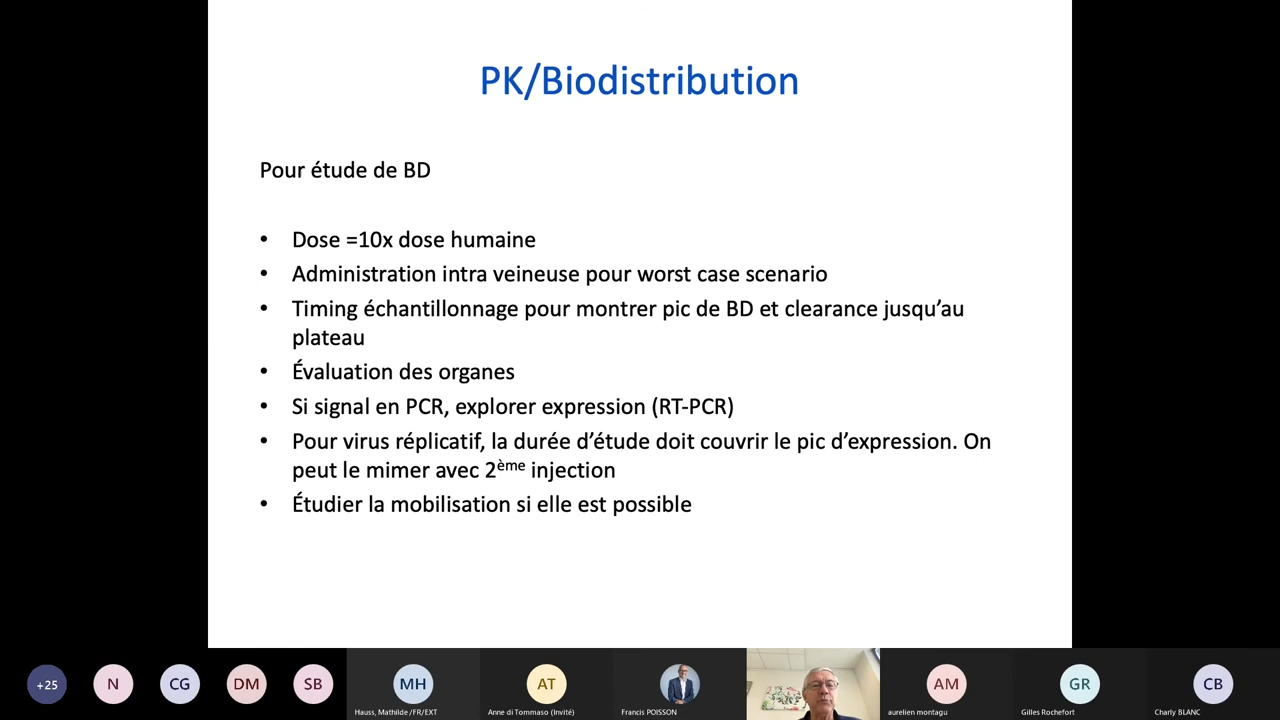 PK/Biodistribution
Pour étude de BD
• Dose =10x dose humaine
• Administration intra veineuse pour worst case scenario
• Timing échantillonnage pour montrer pic de BD et clearance jusqu’au
plateau
• Évaluation des organes
• Si signal en PCR, explorer expression (RT-PCR)
• Pour virus réplicatif, la durée d’étude doit couvrir le pic d’expression. On
peut le mimer avec 2ème injection
• Étudier la mobilisation si elle est possible
+25 N CG DM SB MH AT AM GR CB
Hauss, Mathilde /FR/EXT Anne di Tommaso (Invité) Francis POISSON aurelien montagu Gilles Rochefort Charly BLANC